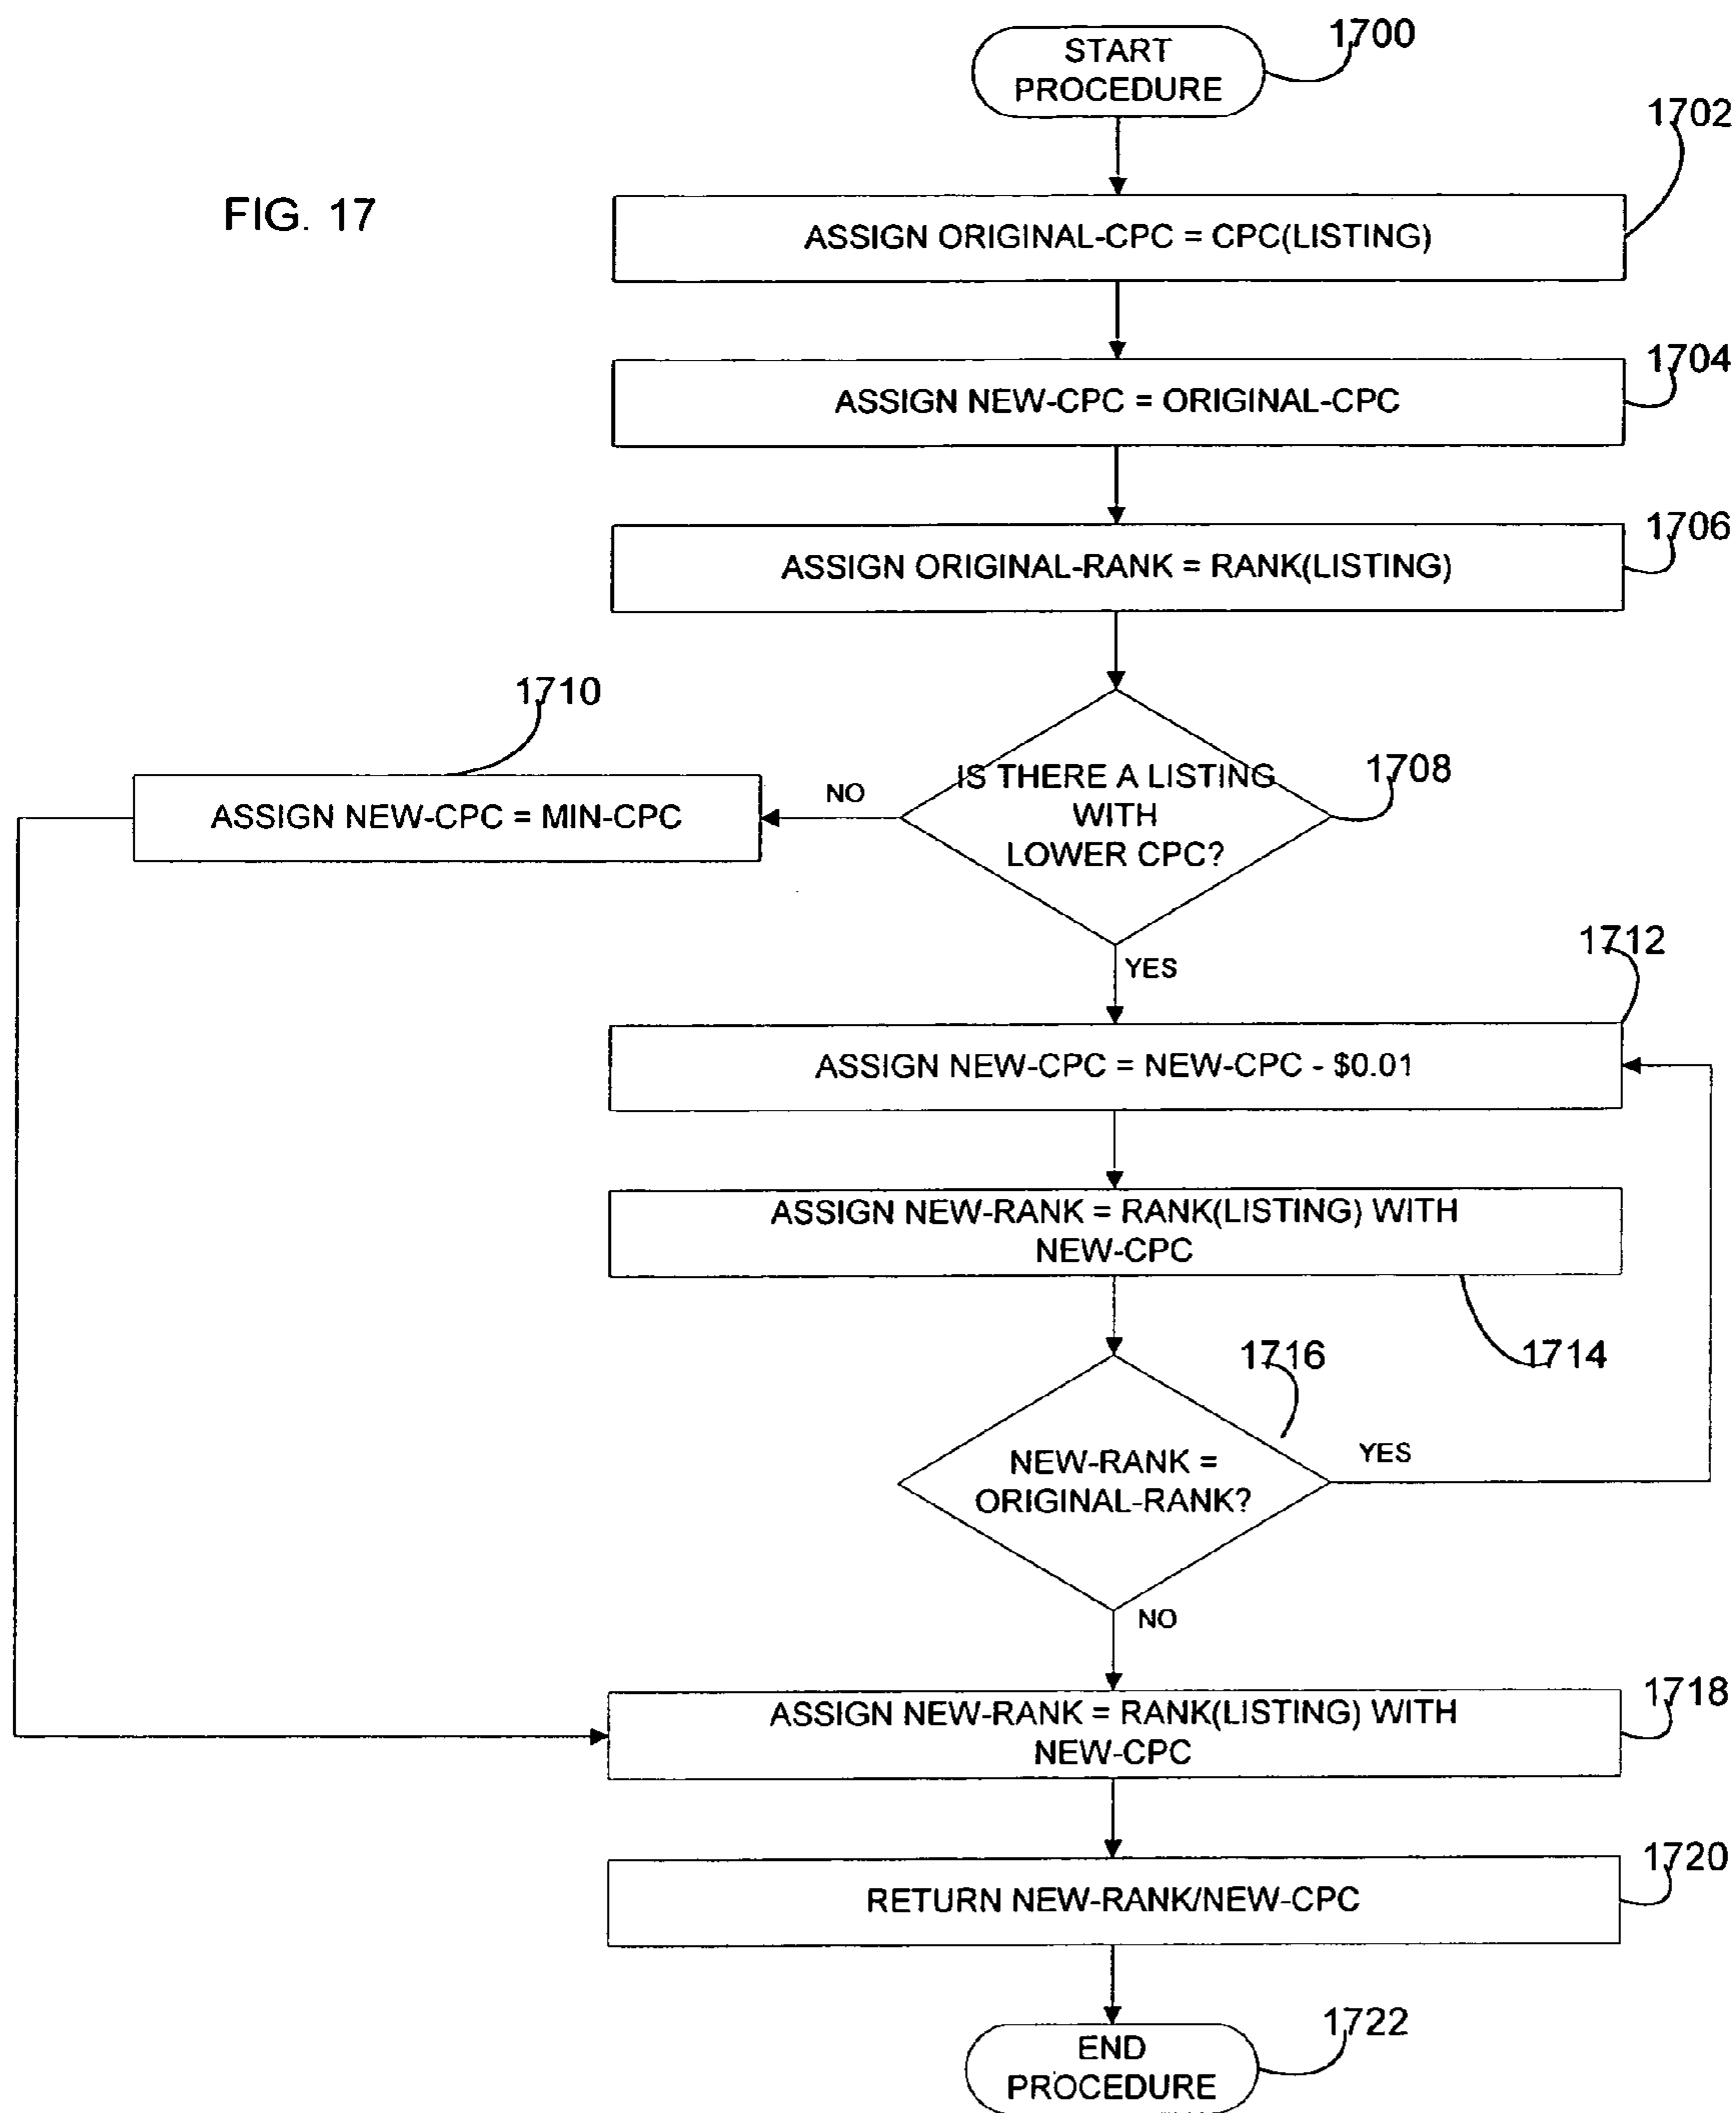 1700
START
PROCEDURE
1702
FIG. 17
ASSIGN ORIGINAL-CPC = CPC(LISTING)
1704
ASSIGN NEW-CPC = ORIGINAL-CPC
1706
ASSIGN ORIGINAL-RANK = RANK(LISTING)
1710
1708
IS THERE A LISTING
WITH
LOWER CPC?
NO
ASSIGN NEW-CPC = MIN-CPC
YES
1712
ASSIGN NEW-CPC = NEW-CPC - $0.01
ASSIGN NEW-RANK = RANK(LISTING) WITH
NEW-CPC
1714
1716
NEW-RANK =
ORIGINAL-RANK?
YES
NO
1718
ASSIGN NEW-RANK = RANK(LISTING) WITH
NEW-CPC
1720
RETURN NEW-RANK/NEW-CPC
1722
END
PROCEDURE